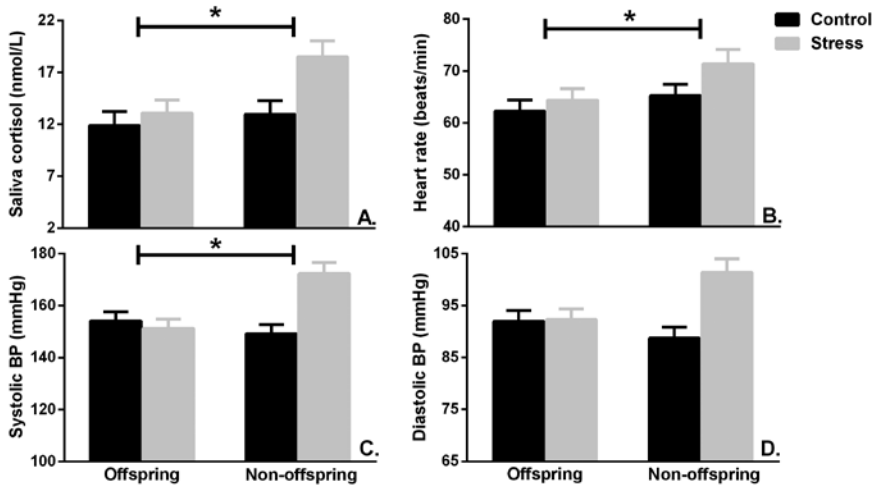 *
Saliva cortisol (nmol/L)
22
17
12
7
2
A.
*
Heart rate (beats/min)
80
70
60
50
40
B.
Control
Stress
*
Systolic BP (mmHg)
180
160
140
120
100
C.
Offspring
Non-offspring
Diastolic BP (mmHg)
105
95
85
75
65
D.
Offspring
Non-offspring